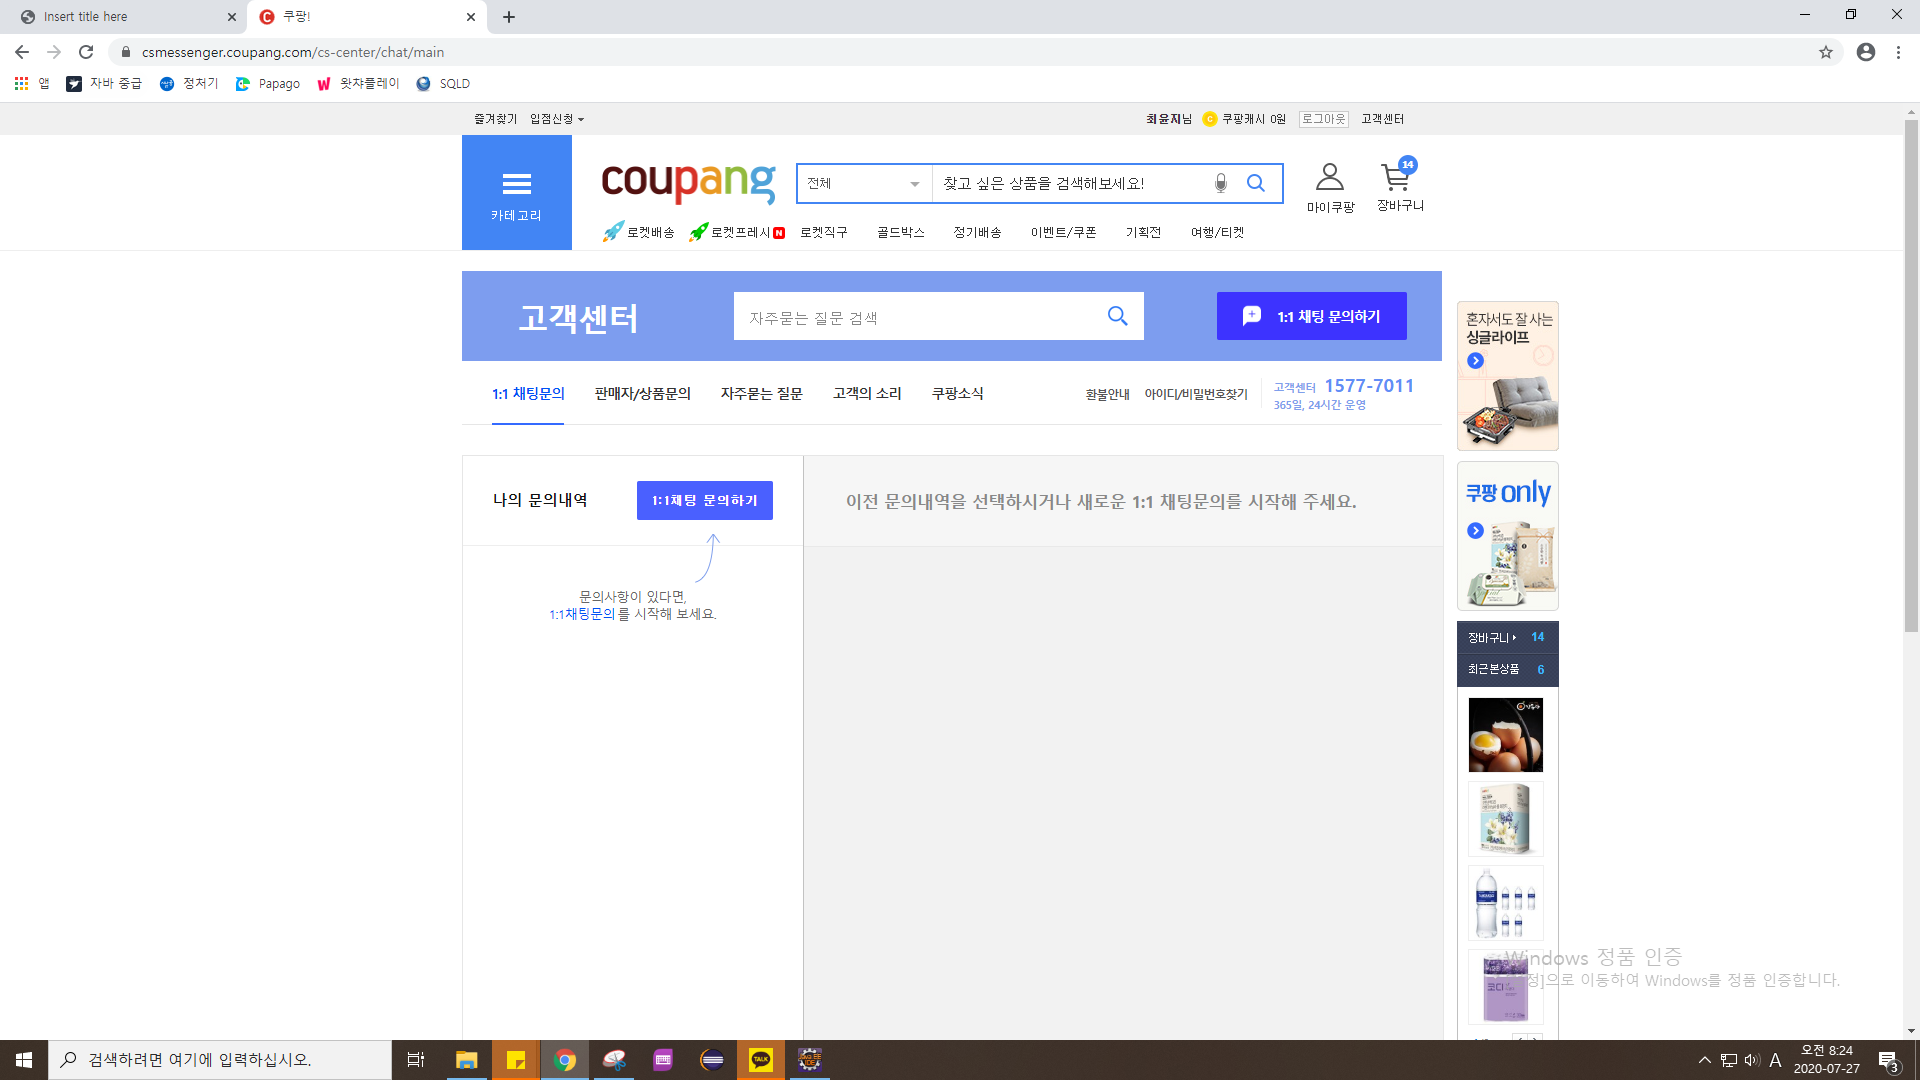 Insert title here
쿠팡!
csmessenger.coupang.com/cs-center/chat/main
앱 자바 중급 정처기 Papago 왓챠플레이 SQLD
즐겨찾기 입점신청
최윤지님 쿠팡캐시 0원 로그아웃 고객센터
카테고리
coupang
전체
찾고 싶은 상품을 검색해보세요!
마이쿠팡
14
장바구니
로켓배송 로켓프레시 N 로켓직구 골드박스 정기배송 이벤트/쿠폰 기획전 여행/티켓
고객센터
자주묻는 질문 검색
1:1 채팅 문의하기
1:1 채팅문의 판매자/상품문의 자주묻는 질문 고객의 소리 쿠팡소식
환불안내 아이디/비밀번호찾기
고객센터 1577-7011
365일, 24시간 운영
나의 문의내역
1:1채팅 문의하기
이전 문의내역을 선택하시거나 새로운 1:1 채팅문의를 시작해 주세요.
문의사항이 있다면,
1:1채팅문의를 시작해 보세요.
혼자서도 잘 사는
싱글라이프
쿠팡 only
장바구니 14
최근본상품 6
코디
Windows 정품 인증
정]으로 이동하여 Windows를 정품 인증합니다.
검색하려면 여기에 입력하십시오.
TALK
A
오전 8:24
2020-07-27
3